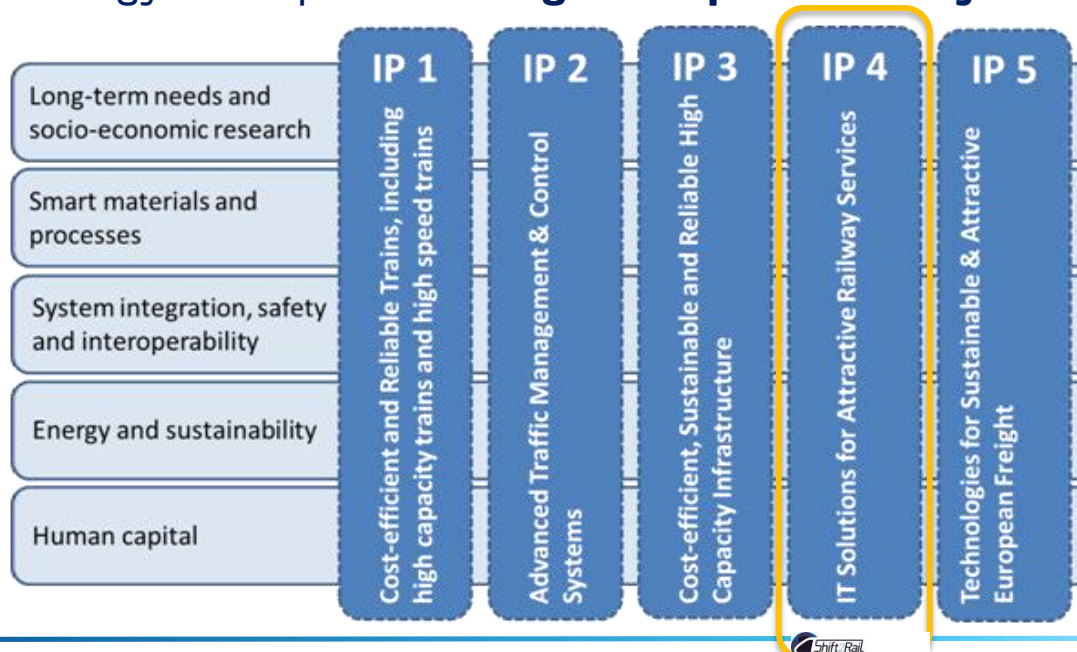 Long-term needs and
socio-economic research
Smart materials and
processes
System integration, safety
and interoperability
Energy and sustainability
Human capital
IP 1
Cost-efficient and Reliable Trains, including
high capacity trains and high speed trains
IP 2
Advanced Traffic Management & Control
Systems
IP 3
Cost-efficient, Sustainable and Reliable High
Capacity Infrastructure
IP 4
IT Solutions for Attractive Railway Services
IP 5
Technologies for Sustainable & Attractive
European Freight
Shift2Rail